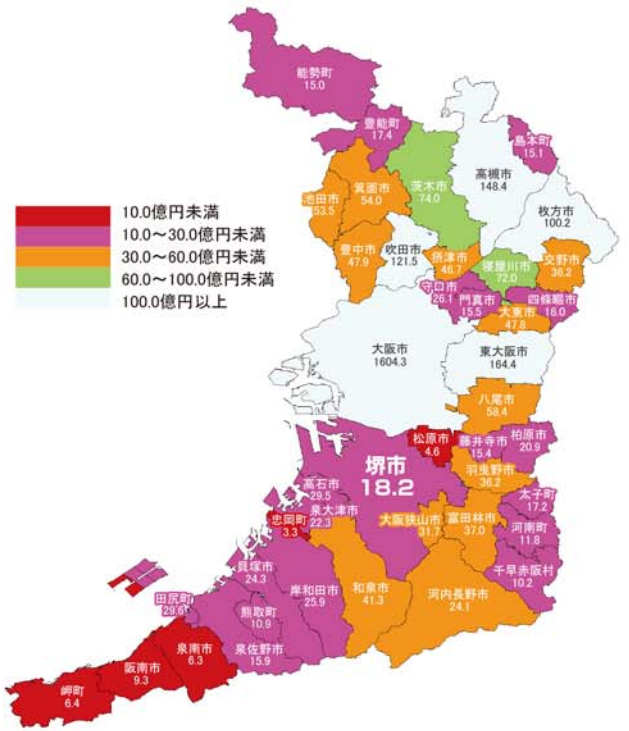 能勢町
15.0
豊能町
17.4
島本町
15.1
高槻市
148.4
茨木市
74.0
箕面市
54.0
池田市
53.5
枚方市
100.2
豊中市
47.9
吹田市
121.5
摂津市
46.7
寝屋川市
72.0
交野市
36.2
守口市
26.1
門真市
15.5
四條畷市
16.0
大東市
47.8
10.0億円未満
10.0～30.0億円未満
30.0～60.0億円未満
60.0～100.0億円未満
100.0億円以上
大阪市
1604.3
東大阪市
164.4
八尾市
58.4
松原市
4.6
藤井寺市
15.4
柏原市
20.9
堺市
18.2
羽曳野市
36.2
高石市
29.5
太子町
17.2
忠岡町
3.3
泉大津市
22.3
大阪狭山市
31.7
富田林市
37.0
河南町
11.8
千早赤阪村
10.2
貝塚市
24.3
岸和田市
25.9
和泉市
41.3
河内長野市
24.1
田尻町
29.6
熊取町
10.9
泉佐野市
15.9
泉南市
6.3
阪南市
9.3
岬町
6.4